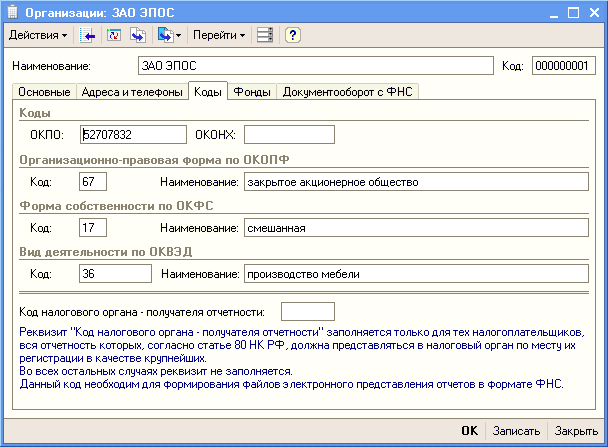 Организации: ЗАО ЭПОС
Действия Перейти ?
Наименование: ЗАО ЭПОС Код: 000000001
Основные Адреса и телефоны Коды Фонды Документооборот с ФНС
Коды
ОКПО: 52707832 ОКОНХ:
Организационно-правовая форма по ОКОПФ
Код: 67 Наименование: закрытое акционерное общество
Форма собственности по ОКФС
Код: 17 Наименование: смешанная
Вид деятельности по ОКВЭД
Код: 36 Наименование: производство мебели
Код налогового органа - получателя отчетности:
Реквизит "Код налогового органа - получателя отчетности" заполняется только для тех налогоплательщиков,
вся отчетность которых, согласно статье 80 НК РФ, должна представляться в налоговый орган по месту их
регистрации в качестве крупнейших.
Во всех остальных случаях реквизит не заполняется.
Данный код необходим для формирования файлов электронного представления отчетов в формате ФНС.
OK Записать Закрыть